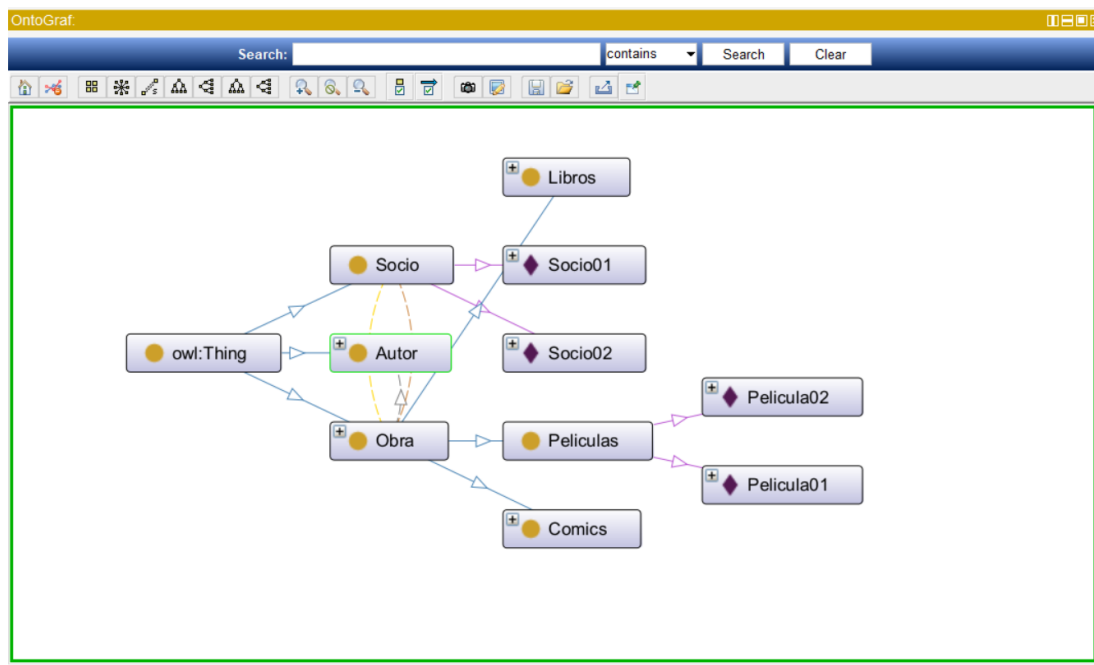 OntoGraf:
Search: contains Search Clear
Libros
Socio Socio01
owl:Thing Autor Socio02
Pelicula02
Obra Peliculas
Pelicula01
Comics